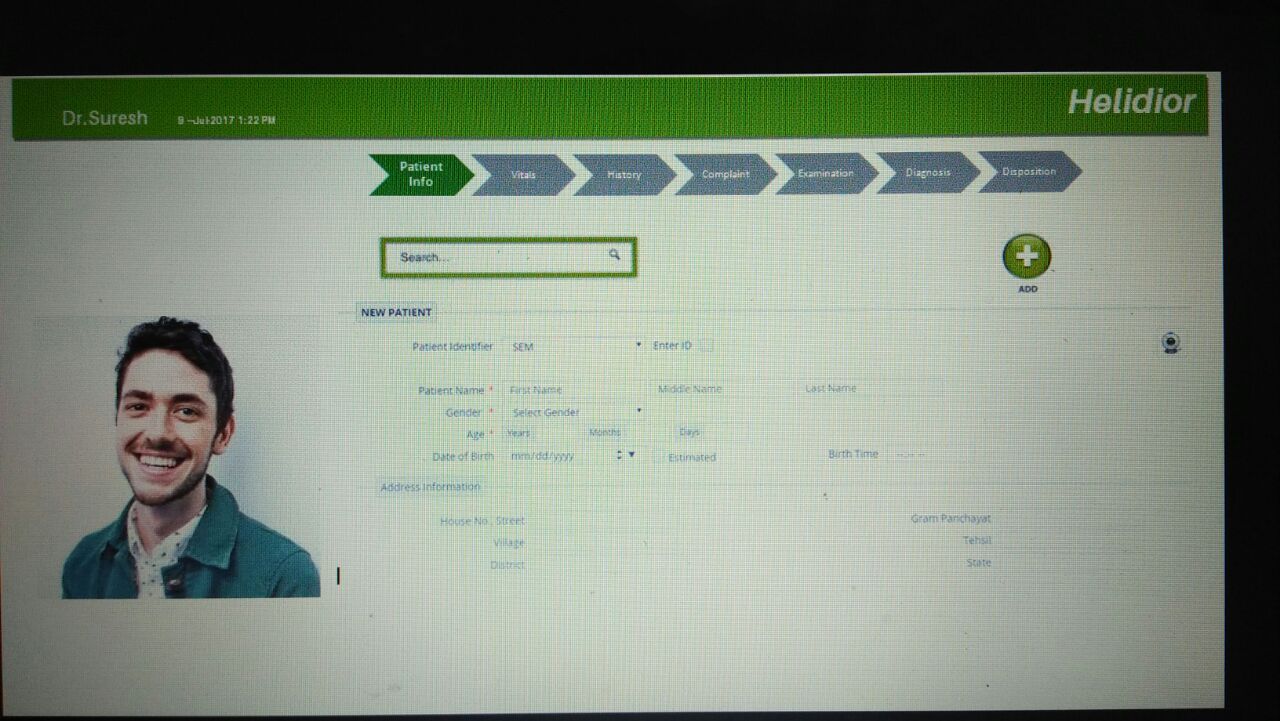 Helidior
Dr.Suresh 9 --Jul-2017 1:22 PM
Patient Info
Vitals
History
Complaint
Examination
Diagnosis
Disposition
Search...
ADD
NEW PATIENT
Patient Identifier SEM Enter ID
Patient Name * First Name Middle Name Last Name
Gender * Select Gender
Age * Years Months Days
Date of Birth mm/dd/yyyy Estimated Birth Time -- -- --
Address Information
House No , Street Gram Panchayat
Village Tehsil
District State